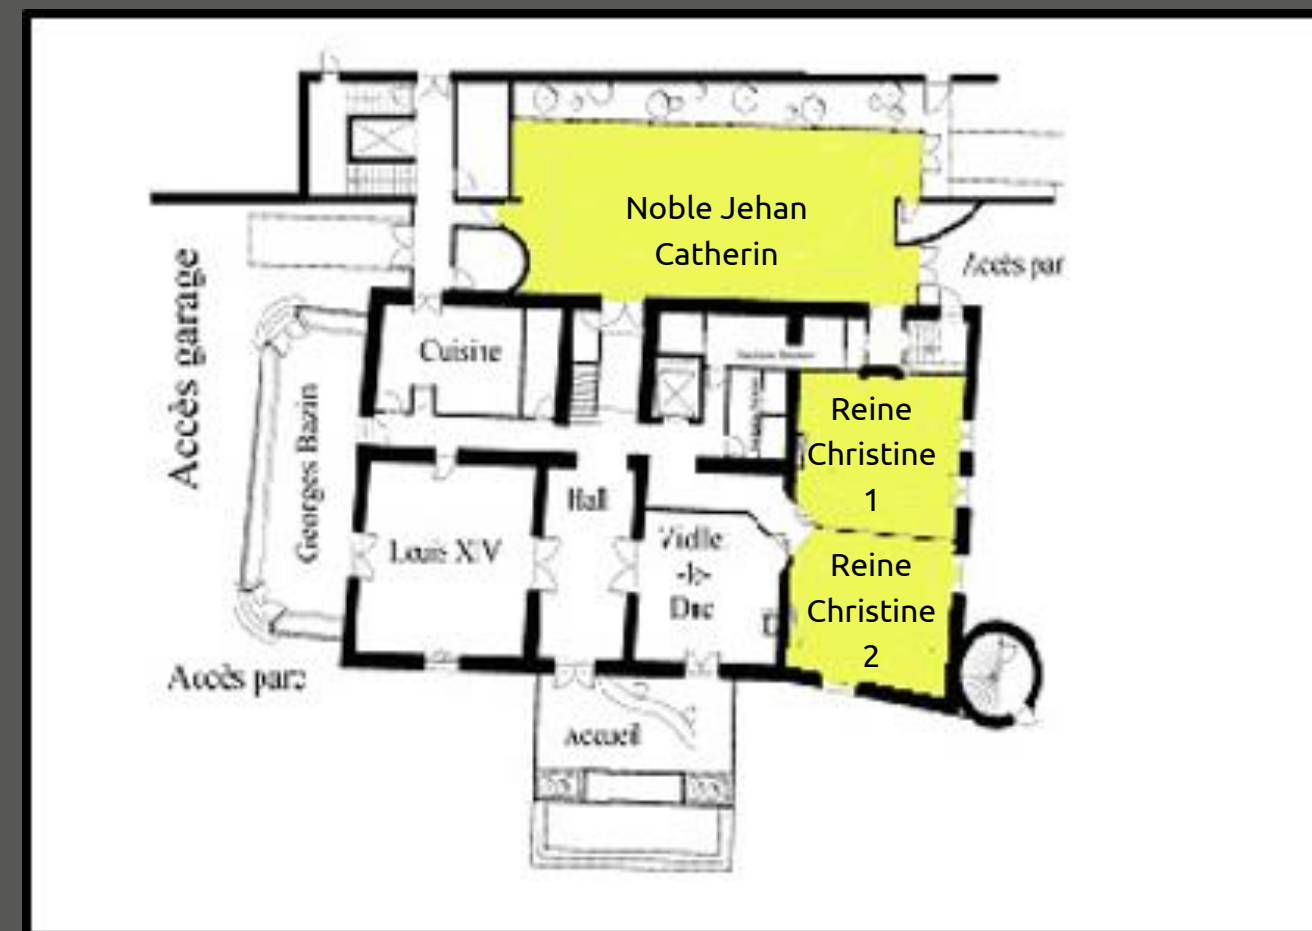 Noble Jehan
Catherin
Accès par
Accès garage
Cuisine
Georges Bazin
Reine
Christine
1
Hall
Louis XIV
Viollet
-le-
Duc
Reine
Christine
2
Accès parc
Accueil